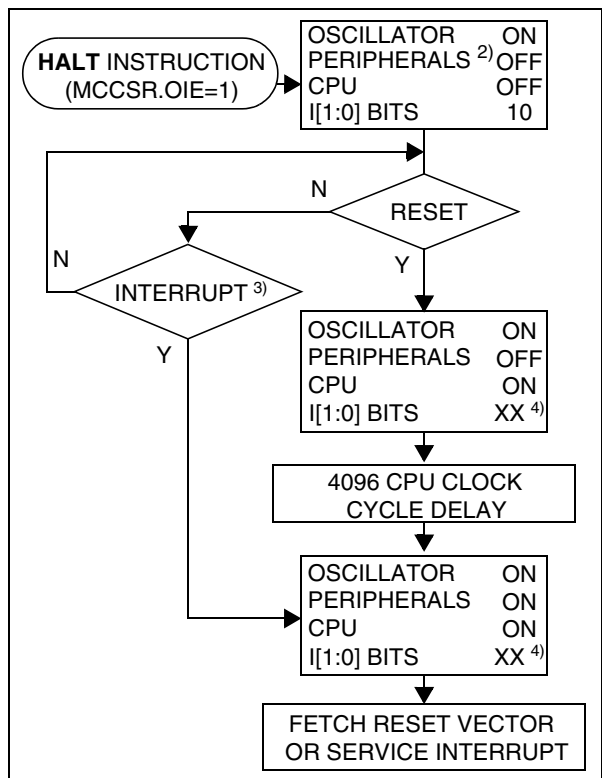 HALT INSTRUCTION
(MCCSR.OIE=1)
OSCILLATOR ON
PERIPHERALS 2) OFF
CPU OFF
I[1:0] BITS 10
N
RESET
N
Y
INTERRUPT 3)
Y
OSCILLATOR ON
PERIPHERALS OFF
CPU ON
I[1:0] BITS XX 4)
4096 CPU CLOCK
CYCLE DELAY
OSCILLATOR ON
PERIPHERALS ON
CPU ON
I[1:0] BITS XX 4)
FETCH RESET VECTOR
OR SERVICE INTERRUPT